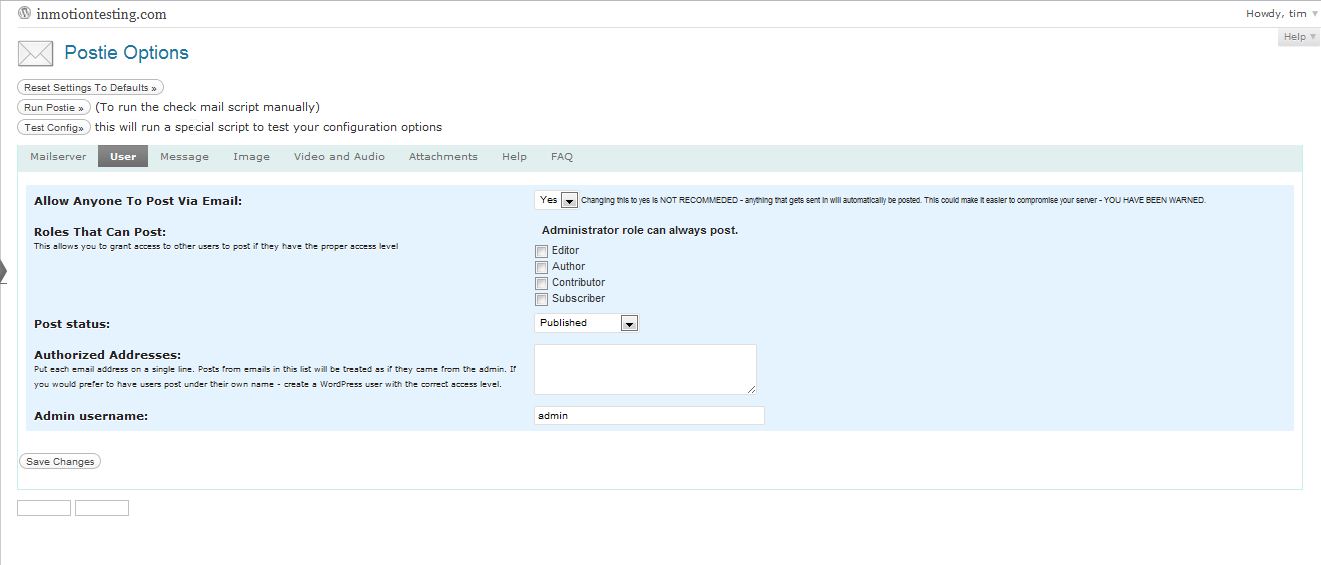 inmotiontesting.com
Howdy, tim
Help
Postie Options
Reset Settings To Defaults »
Run Postie » (To run the check mail script manually)
Test Config» this will run a special script to test your configuration options
Mailserver User Message Image Video and Audio Attachments Help FAQ
Allow Anyone To Post Via Email: Yes Changing this to yes is NOT RECOMMEDED - anything that gets sent in will automatically be posted. This could make it easier to compromise your server - YOU HAVE BEEN WARNED.
Roles That Can Post: Administrator role can always post.
This allows you to grant access to other users to post if they have the proper access level
Editor
Author
Contributor
Subscriber
Post status: Published
Authorized Addresses:
Put each email address on a single line. Posts from emails in this list will be treated as if they came from the admin. If
you would prefer to have users post under their own name - create a WordPress user with the correct access level.
Admin username: admin
Save Changes